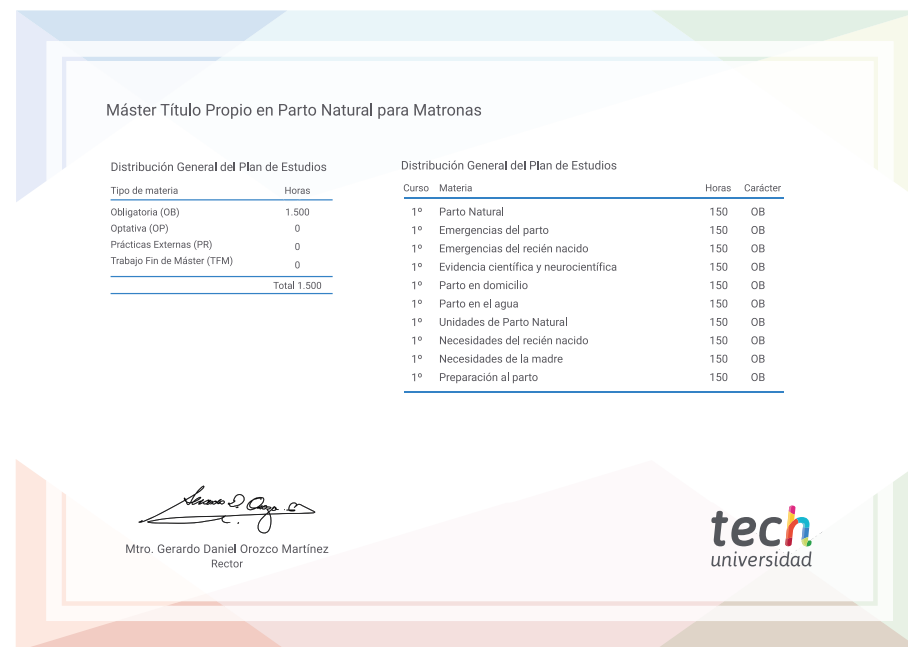 Máster Título Propio en Parto Natural para Matronas
Distribución General del Plan de Estudios
Tipo de materia Horas
Obligatoria (OB) 1.500
Optativa (OP) 0
Prácticas Externas (PR) 0
Trabajo Fin de Máster (TFM) 0
Total 1.500
Distribución General del Plan de Estudios
Curso Materia Horas Carácter
1º Parto Natural 150 OB
1º Emergencias del parto 150 OB
1º Emergencias del recién nacido 150 OB
1º Evidencia científica y neurocientífica 150 OB
1º Parto en domicilio 150 OB
1º Parto en el agua 150 OB
1º Unidades de Parto Natural 150 OB
1º Necesidades del recién nacido 150 OB
1º Necesidades de la madre 150 OB
1º Preparación al parto 150 OB
Mtro. Gerardo Daniel Orozco Martínez
Rector
tech
universidad